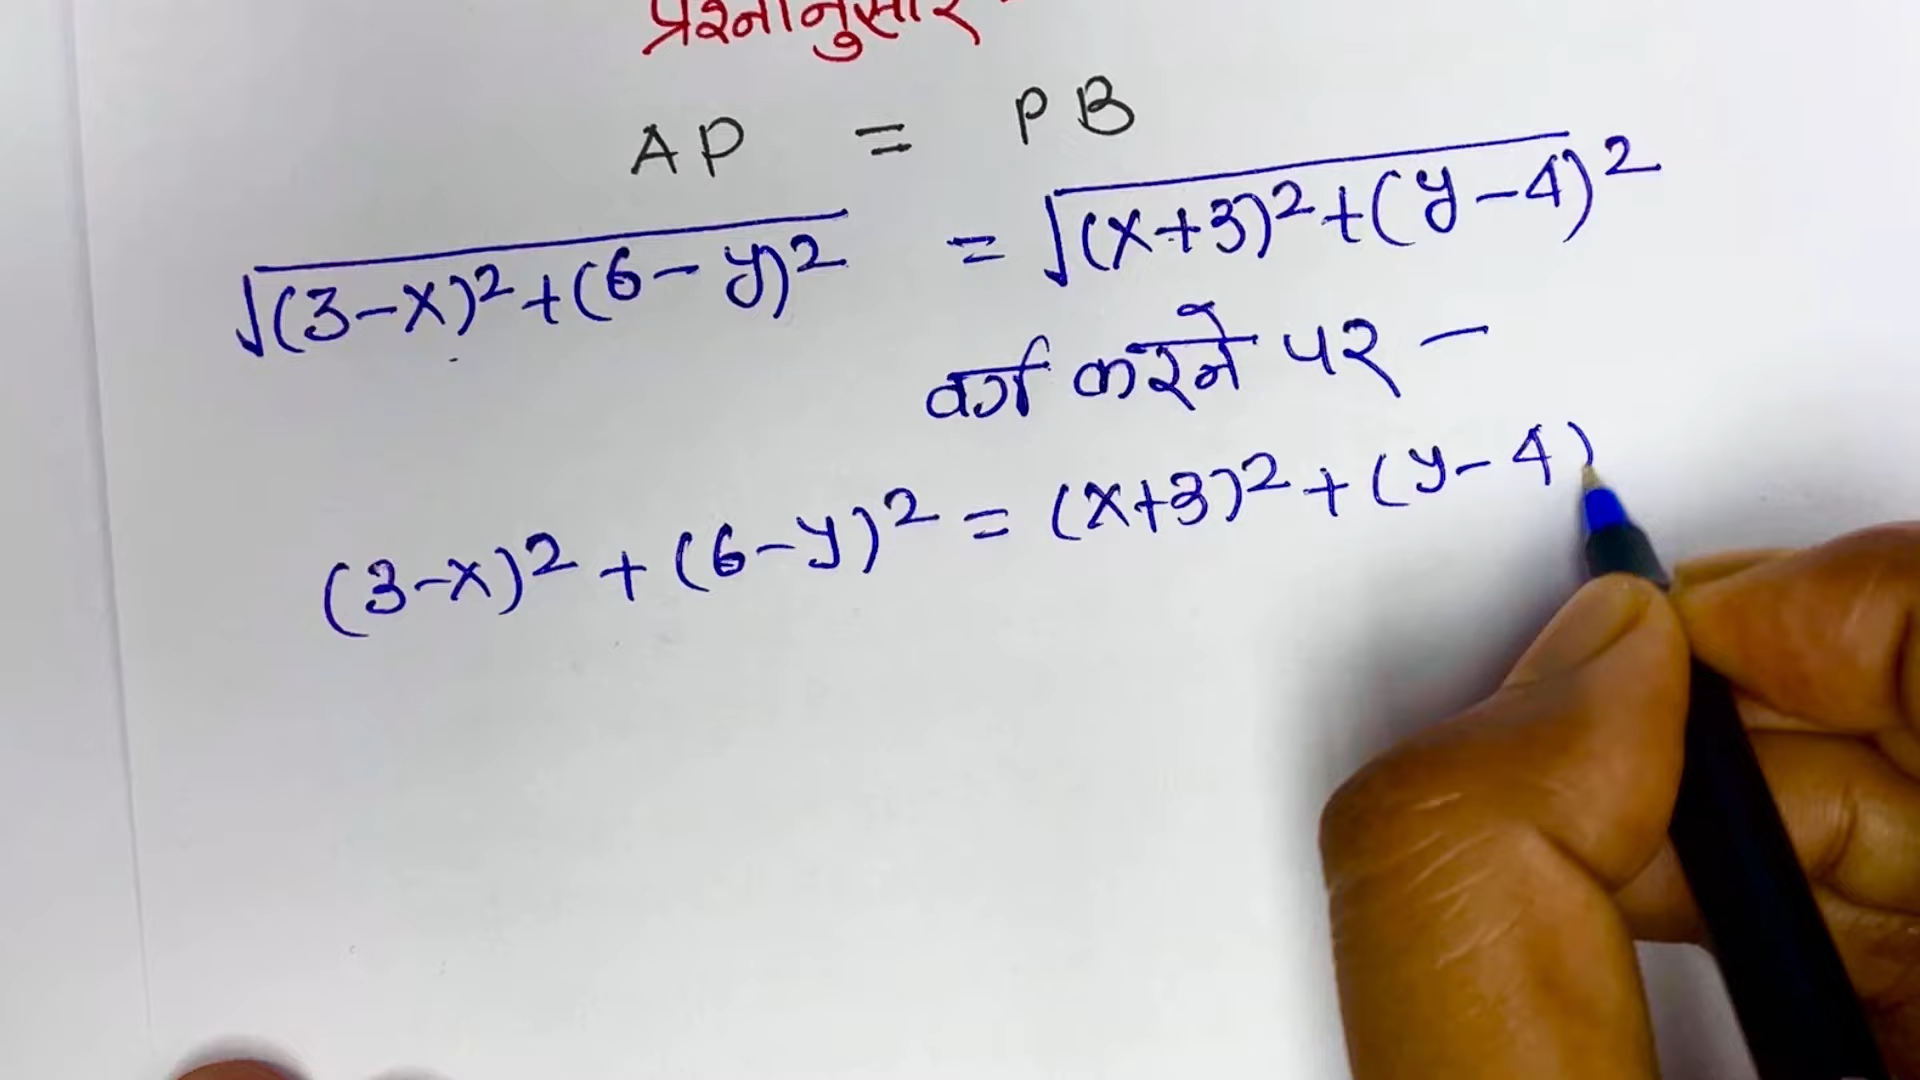 प्रश्नानुसार -
AP = PB
√(3-x)²+(6-y)² = √(x+3)²+(y-4)²
वर्ग करने पर -
(3-x)² + (6-y)² = (x+3)² + (y-4)